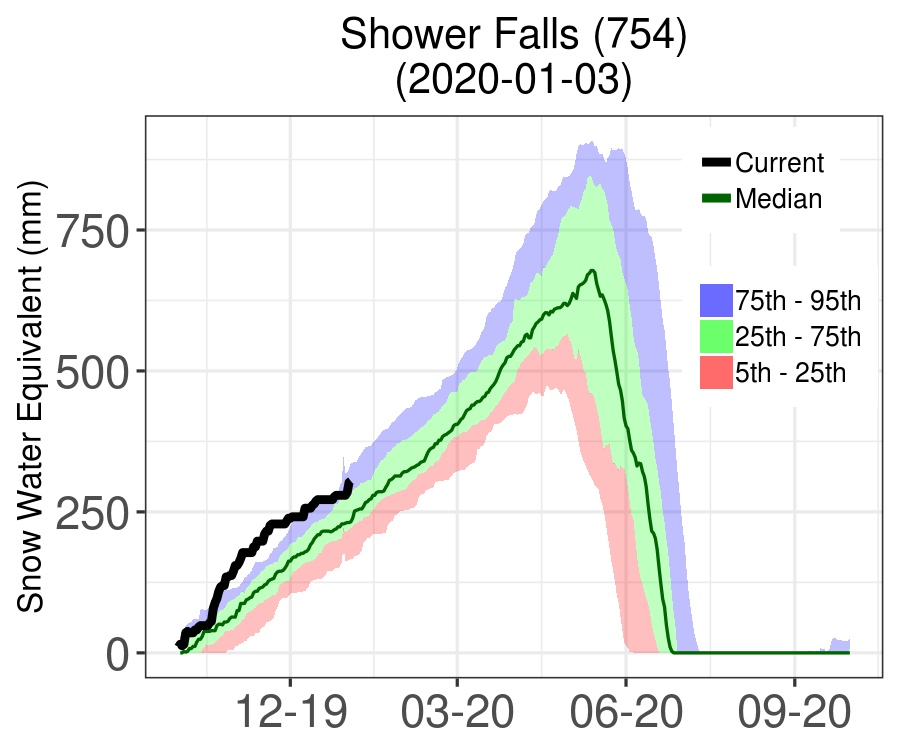 Shower Falls (754)
(2020-01-03)
Snow Water Equivalent (mm)
750
500
250
0
12-19
03-20
06-20
09-20
Current
Median
75th - 95th
25th - 75th
5th - 25th